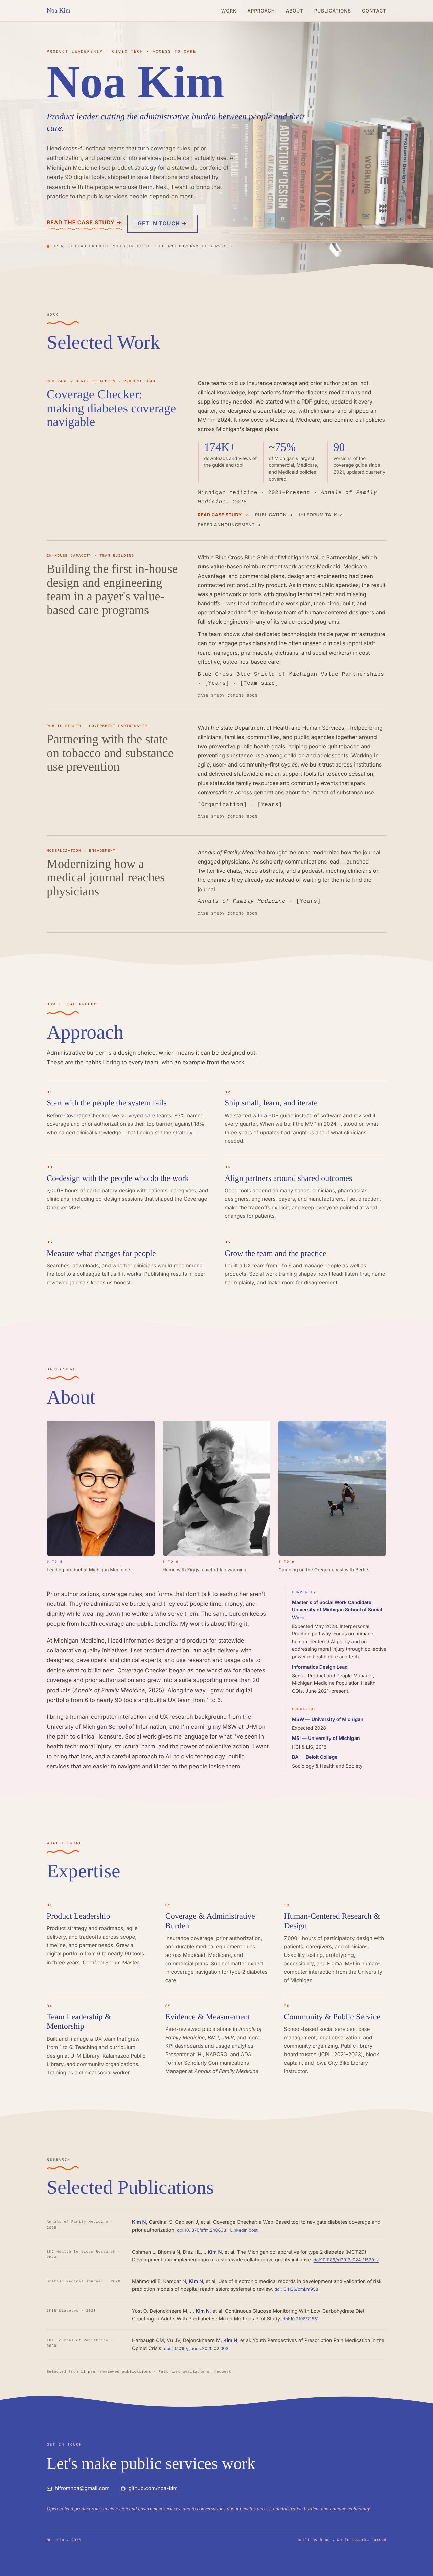 Noa Kim
WORK APPROACH ABOUT PUBLICATIONS CONTACT
PRODUCT LEADERSHIP · CIVIC TECH · ACCESS TO CARE
Noa Kim
Product leader cutting the administrative burden between people and their
care.
I lead cross-functional teams that turn coverage rules, prior
authorization, and paperwork into services people can actually use. At
Michigan Medicine I set product strategy for a statewide portfolio of
nearly 90 digital tools, shipped in small iterations and shaped by
research with the people who use them. Next, I want to bring that
practice to the public services people depend on most.
READ THE CASE STUDY →
GET IN TOUCH →
OPEN TO LEAD PRODUCT ROLES IN CIVIC TECH AND GOVERNMENT SERVICES
WORK
Selected Work
COVERAGE & BENEFITS ACCESS · PRODUCT LEAD
Coverage Checker:
making diabetes coverage
navigable
Care teams told us insurance coverage and prior authorization, not
clinical knowledge, kept patients from the diabetes medications and
supplies they needed. We started with a PDF guide, updated it every
quarter, co-designed a searchable tool with clinicians, and shipped an
MVP in 2024. It now covers Medicaid, Medicare, and commercial plans
across Michigan's largest plans.
174K+
downloads and views of
the guide and tool
~75%
of Michigan's largest
commercial, Medicare,
and Medicaid policies
covered
90
versions of the
coverage guide since
2021, updated quarterly
Michigan Medicine · 2021–Present · Annals of Family
Medicine, 2025
READ CASE STUDY → PUBLICATION ↗ IHI FORUM TALK ↗
PAPER ANNOUNCEMENT ↗
IN-HOUSE CAPACITY · TEAM BUILDING
Building the first in-house
design and engineering
team in a payer's value-
based care programs
Within Blue Cross Blue Shield of Michigan's Value Partnerships, which
runs value-based reimbursement work across Medicaid, Medicare
Advantage, and commercial plans, design and engineering had been
contracted out product by product. As in many public agencies, the result
was a patchwork of tools with growing technical debt and missing
handoffs. I was lead drafter of the work plan, then hired, built, and
operationalized the first in-house team of human-centered designers and
full-stack engineers in any of its value-based programs.
The team shows what dedicated technologists inside payer infrastructure
can do: engage physicians and the often unseen clinical support staff
(care managers, pharmacists, dietitians, and social workers) in cost-
effective, outcomes-based care.
Blue Cross Blue Shield of Michigan Value Partnerships
· [Years] · [Team size]
CASE STUDY COMING SOON
PUBLIC HEALTH · GOVERNMENT PARTNERSHIP
Partnering with the state
on tobacco and substance
use prevention
With the state Department of Health and Human Services, I helped bring
clinicians, families, communities, and public agencies together around
two preventable public health goals: helping people quit tobacco and
preventing substance use among children and adolescents. Working in
agile, user- and community-first cycles, we built trust across institutions
and delivered statewide clinician support tools for tobacco cessation,
plus statewide family resources and community events that spark
conversations across generations about the impact of substance use.
[Organization] · [Years]
CASE STUDY COMING SOON
MODERNIZATION · ENGAGEMENT
Modernizing how a
medical journal reaches
physicians
Annals of Family Medicine brought me on to modernize how the journal
engaged physicians. As scholarly communications lead, I launched
Twitter live chats, video abstracts, and a podcast, meeting clinicians on
the channels they already use instead of waiting for them to find the
journal.
Annals of Family Medicine · [Years]
CASE STUDY COMING SOON
HOW I LEAD PRODUCT
Approach
Administrative burden is a design choice, which means it can be designed out.
These are the habits I bring to every team, with an example from the work.
01
Start with the people the system fails
Before Coverage Checker, we surveyed care teams. 83% named
coverage and prior authorization as their top barrier, against 18%
who named clinical knowledge. That finding set the strategy.
02
Ship small, learn, and iterate
We started with a PDF guide instead of software and revised it
every quarter. When we built the MVP in 2024, it stood on what
three years of updates had taught us about what clinicians
needed.
03
Co-design with the people who do the work
7,000+ hours of participatory design with patients, caregivers, and
clinicians, including co-design sessions that shaped the Coverage
Checker MVP.
04
Align partners around shared outcomes
Good tools depend on many hands: clinicians, pharmacists,
designers, engineers, payers, and manufacturers. I set direction,
make the tradeoffs explicit, and keep everyone pointed at what
changes for patients.
05
Measure what changes for people
Searches, downloads, and whether clinicians would recommend
the tool to a colleague tell us if it works. Publishing results in peer-
reviewed journals keeps us honest.
06
Grow the team and the practice
I built a UX team from 1 to 6 and manage people as well as
products. Social work training shapes how I lead: listen first, name
harm plainly, and make room for disagreement.
BACKGROUND
About
Leading product at Michigan Medicine.
Home with Ziggy, chief of lap warming.
Camping on the Oregon coast with Bertie.
Prior authorizations, coverage rules, and forms that don't talk to each other aren't
neutral. They're administrative burden, and they cost people time, money, and
dignity while wearing down the workers who serve them. The same burden keeps
people from health coverage and public benefits. My work is about lifting it.
At Michigan Medicine, I lead informatics design and product for statewide
collaborative quality initiatives. I set product direction, run agile delivery with
designers, developers, and clinical experts, and use research and usage data to
decide what to build next. Coverage Checker began as one workflow for diabetes
coverage and prior authorization and grew into a suite supporting more than 20
products (Annals of Family Medicine, 2025). Along the way I grew our digital
portfolio from 6 to nearly 90 tools and built a UX team from 1 to 6.
I bring a human-computer interaction and UX research background from the
University of Michigan School of Information, and I'm earning my MSW at U-M on
the path to clinical licensure. Social work gives me language for what I've seen in
health tech: moral injury, structural harm, and the power of collective action. I want
to bring that lens, and a careful approach to AI, to civic technology: public
services that are easier to navigate and kinder to the people inside them.
CURRENTLY
Master's of Social Work Candidate,
University of Michigan School of Social
Work
Expected May 2028. Interpersonal
Practice pathway. Focus on humane,
human-centered AI policy and on
addressing moral injury through collective
power in health care and tech.
Informatics Design Lead
Senior Product and People Manager,
Michigan Medicine Population Health
CQIs. June 2021–present.
EDUCATION
MSW — University of Michigan
Expected 2028
MSI — University of Michigan
HCI & LIS, 2016.
BA — Beloit College
Sociology & Health and Society.
WHAT I BRING
Expertise
01
Product Leadership
Product strategy and roadmaps, agile
delivery, and tradeoffs across scope,
timeline, and partner needs. Grew a
digital portfolio from 6 to nearly 90 tools
in three years. Certified Scrum Master.
02
Coverage & Administrative
Burden
Insurance coverage, prior authorization,
and durable medical equipment rules
across Medicaid, Medicare, and
commercial plans. Subject matter expert
in coverage navigation for type 2 diabetes
care.
03
Human-Centered Research &
Design
7,000+ hours of participatory design with
patients, caregivers, and clinicians.
Usability testing, prototyping,
accessibility, and Figma. MSI in human-
computer interaction from the University
of Michigan.
04
Team Leadership &
Mentorship
Built and manage a UX team that grew
from 1 to 6. Teaching and curriculum
design at U-M Library, Kalamazoo Public
Library, and community organizations.
Training as a clinical social worker.
05
Evidence & Measurement
Peer-reviewed publications in Annals of
Family Medicine, BMJ, JMIR, and more.
KPI dashboards and usage analytics.
Presenter at IHI, NAPCRG, and ADA.
Former Scholarly Communications
Manager at Annals of Family Medicine.
06
Community & Public Service
School-based social services, case
management, legal observation, and
community organizing. Public library
board trustee (ICPL, 2021–2023), block
captain, and Iowa City Bike Library
instructor.
RESEARCH
Selected Publications
Annals of Family Medicine ·
2025
Kim N, Cardinal S, Gabison J, et al. Coverage Checker: a Web-Based tool to navigate diabetes coverage and
prior authorization. doi:10.1370/afm.240633 · LinkedIn post
BMC Health Services Research ·
2024
Oshman L, Bhomia N, Diez HL, ...Kim N, et al. The Michigan Collaborative for type 2 diabetes (MCT2D):
Development and implementation of a statewide collaborative quality initiative.
British Medical Journal · 2020
Mahmoudi E, Kamdar N, Kim N, et al. Use of electronic medical records in development and validation of risk
prediction models of hospital readmission: systematic review. doi:10.1136/bmj.m958
JMIR Diabetes · 2020
Yost O, DeJonckheere M, ... Kim N, et al. Continuous Glucose Monitoring With Low-Carbohydrate Diet
Coaching in Adults With Prediabetes: Mixed Methods Pilot Study. doi:10.2196/21551
The Journal of Pediatrics ·
2020
Harbaugh CM, Vu JV, DeJonckheere M, Kim N, et al. Youth Perspectives of Prescription Pain Medication in the
Opioid Crisis. doi:10.1016/j.jpeds.2020.02.003
Selected from 11 peer-reviewed publications · Full list available on request
GET IN TOUCH
Let's make public services work
hifromnoa@gmail.com github.com/noa-kim
Open to lead product roles in civic tech and government services, and to conversations about benefits access, administrative burden, and humane technology.
Noa Kim · 2026
Built by hand · No frameworks harmed